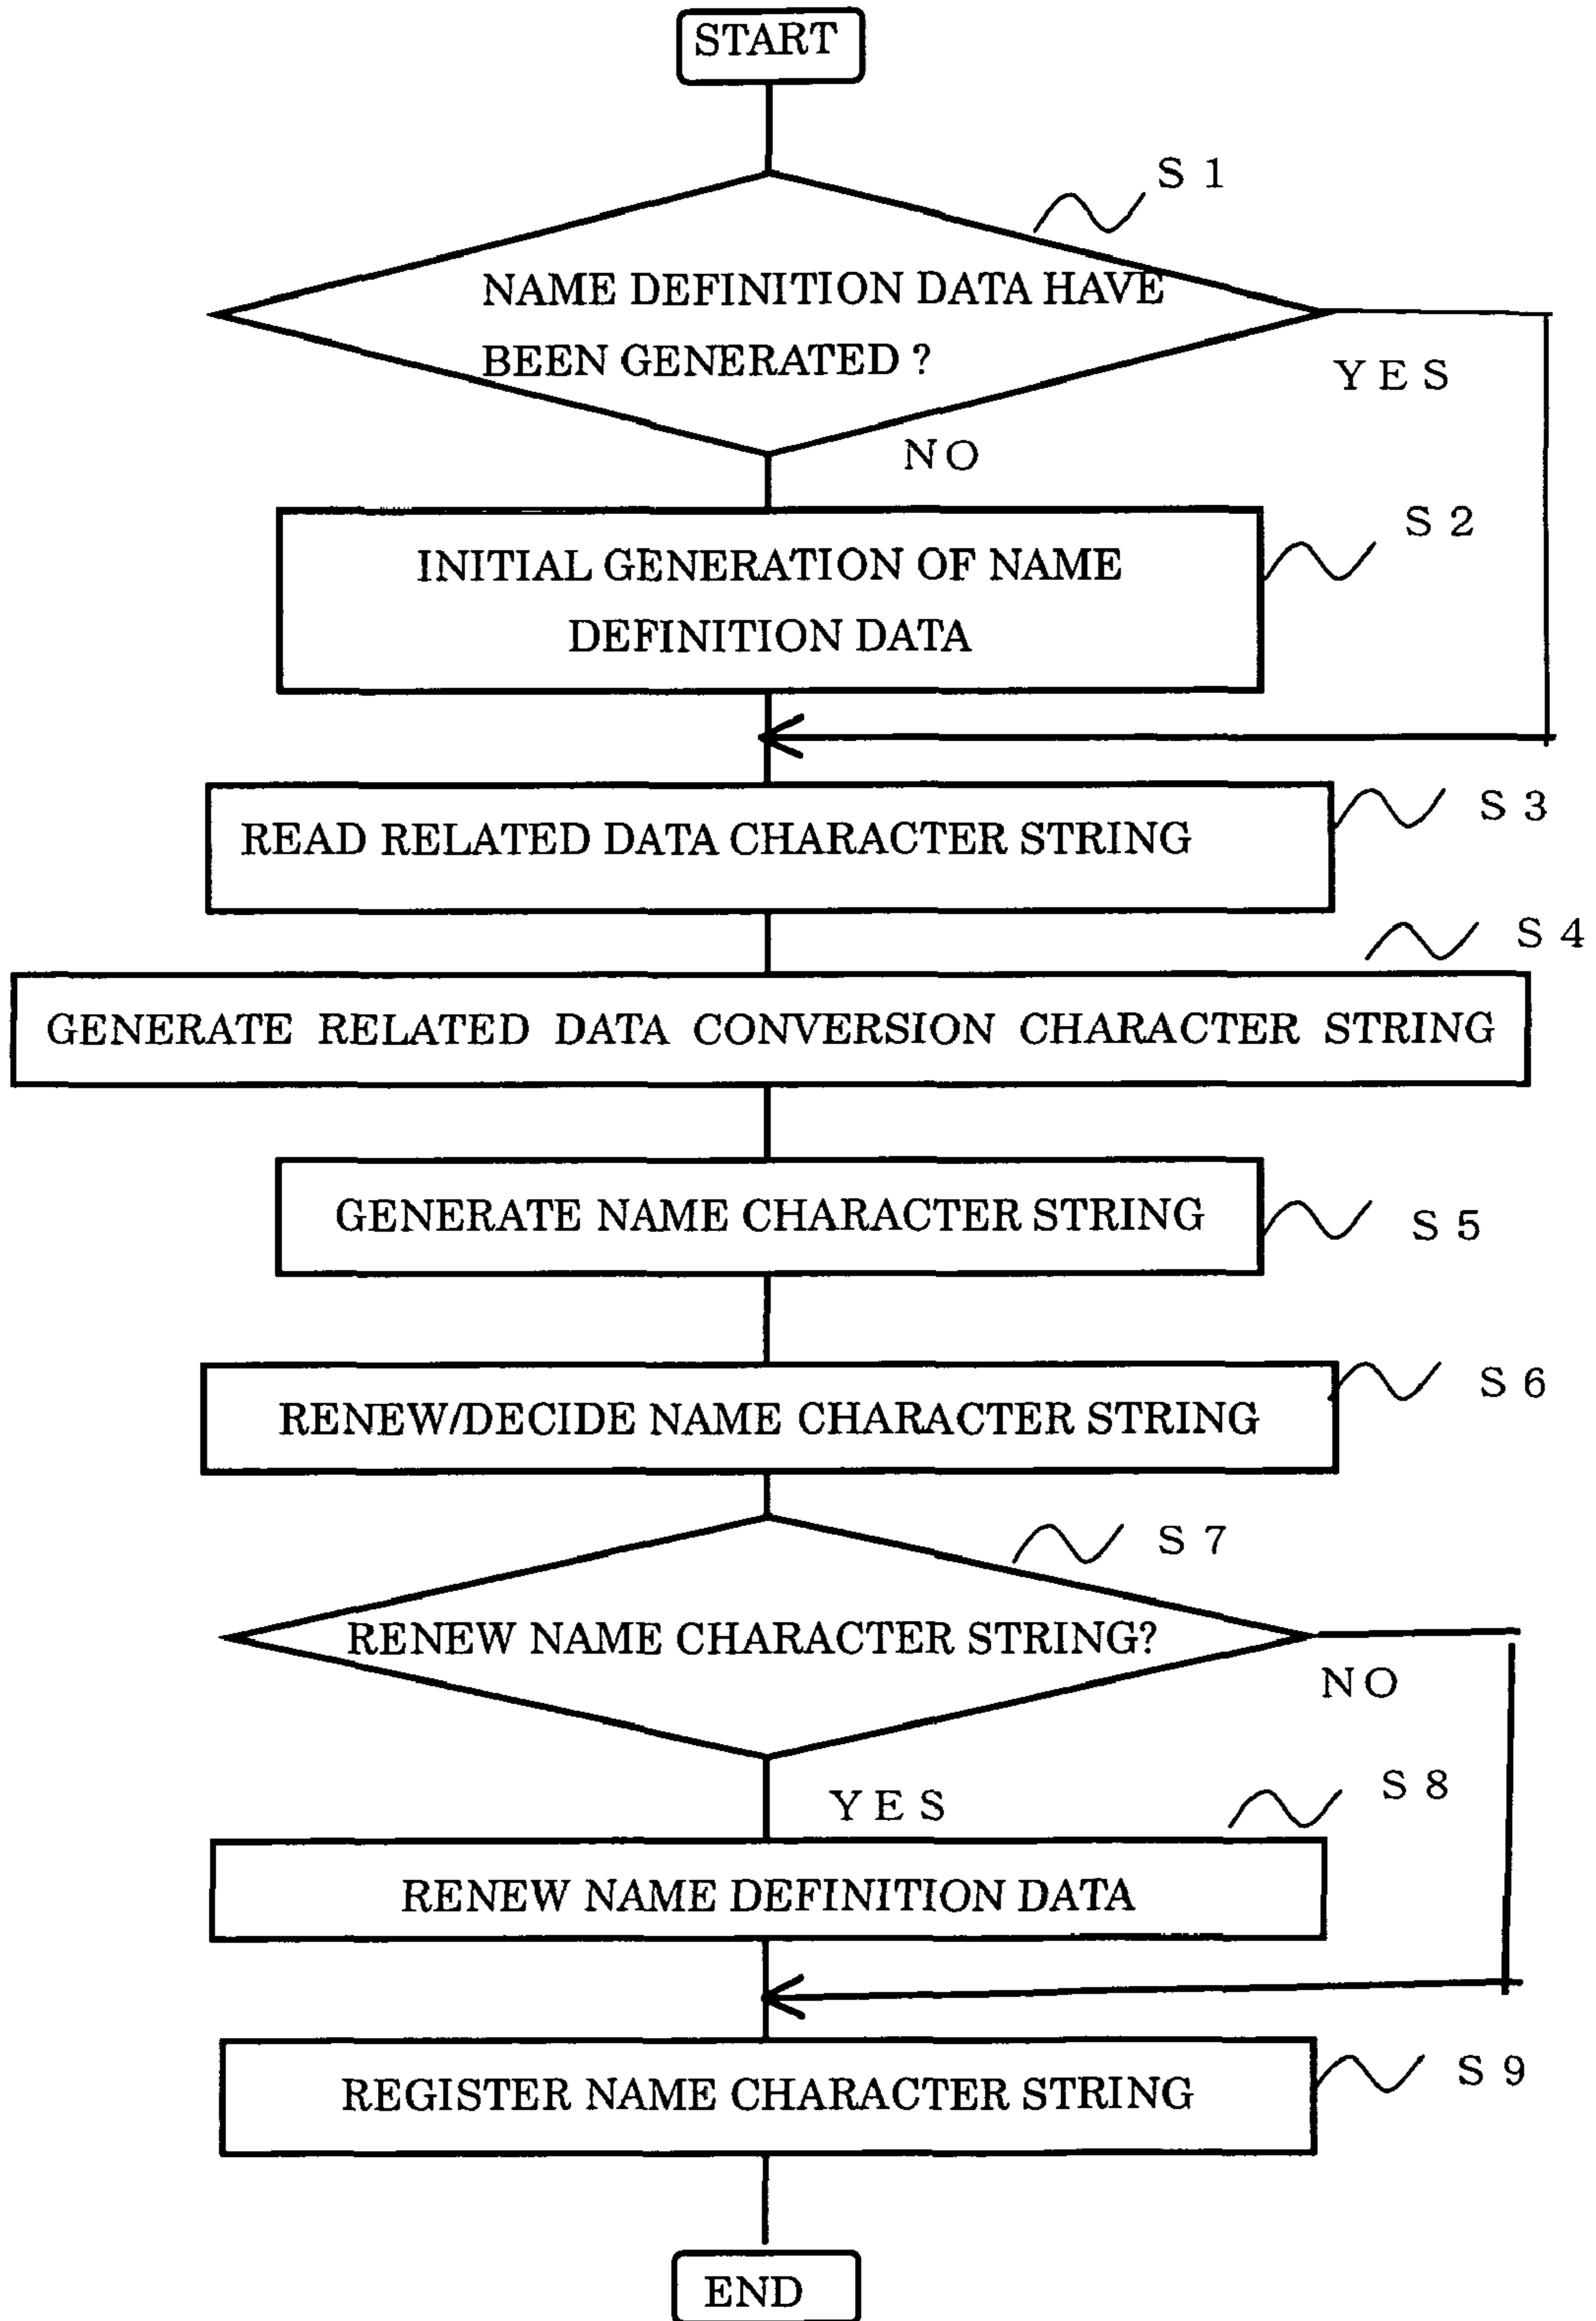 START
S 1
NAME DEFINITION DATA HAVE
BEEN GENERATED ?
YES
NO
S 2
INITIAL GENERATION OF NAME
DEFINITION DATA
S 3
READ RELATED DATA CHARACTER STRING
S 4
GENERATE RELATED DATA CONVERSION CHARACTER STRING
GENERATE NAME CHARACTER STRING
S 5
S 6
RENEW/DECIDE NAME CHARACTER STRING
S 7
RENEW NAME CHARACTER STRING?
NO
YES
S 8
RENEW NAME DEFINITION DATA
S 9
REGISTER NAME CHARACTER STRING
END